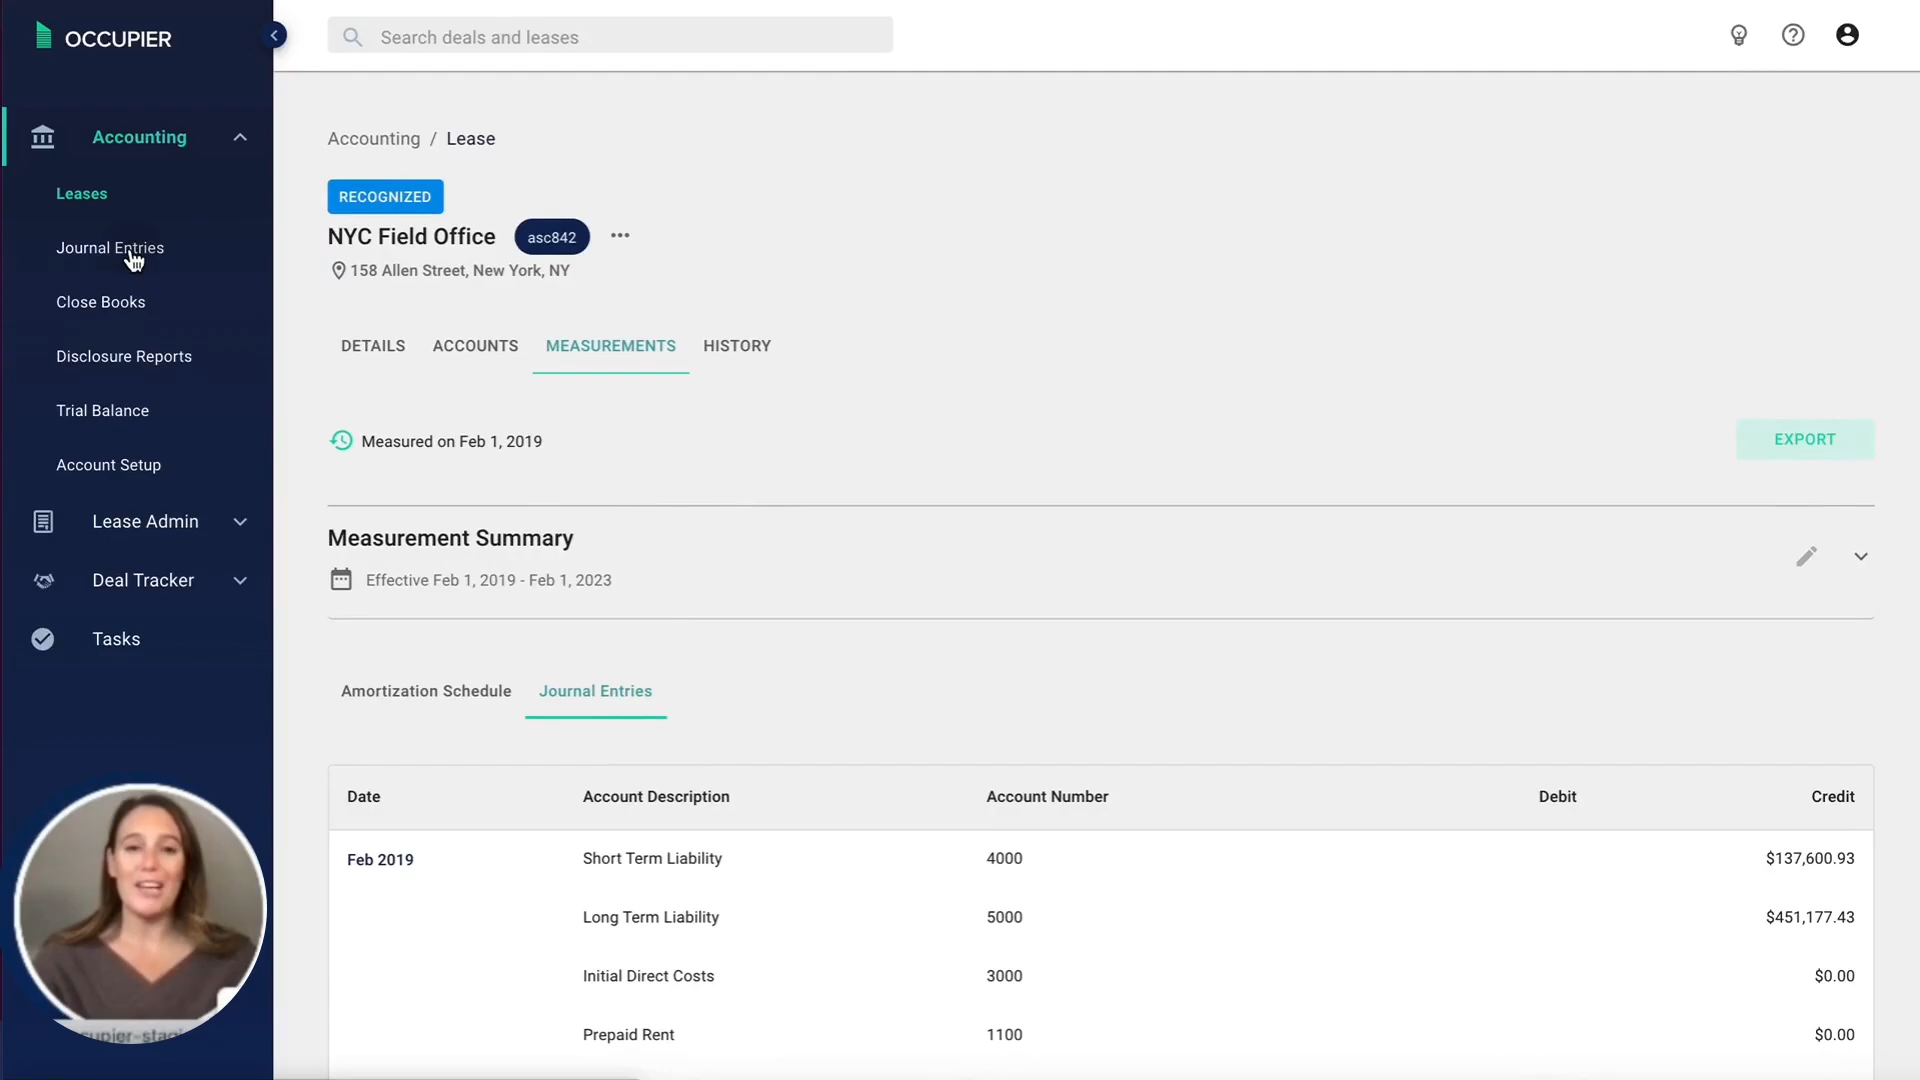 OCCUPIER
Search deals and leases
Accounting
Leases
Journal Entries
Close Books
Disclosure Reports
Trial Balance
Account Setup
Lease Admin
Deal Tracker
Tasks
Accounting / Lease
RECOGNIZED
NYC Field Office asc842 ...
158 Allen Street, New York, NY
DETAILS ACCOUNTS MEASUREMENTS HISTORY
Measured on Feb 1, 2019
EXPORT
Measurement Summary
Effective Feb 1, 2019 - Feb 1, 2023
Amortization Schedule Journal Entries
Date Account Description Account Number Debit Credit
Feb 2019 Short Term Liability 4000 $137,600.93
Long Term Liability 5000 $451,177.43
Initial Direct Costs 3000 $0.00
Prepaid Rent 1100 $0.00